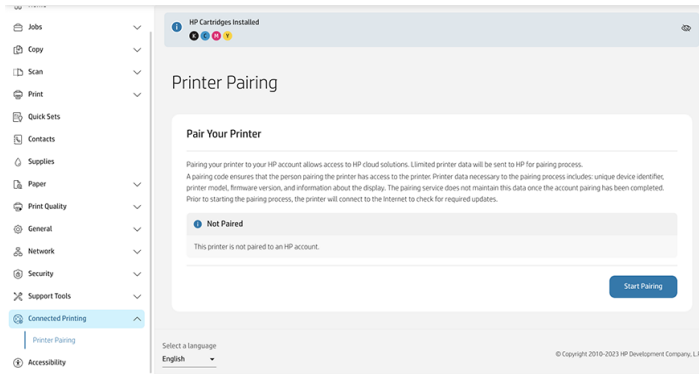 Home
Jobs
Copy
Scan
Print
Quick Sets
Contacts
Supplies
Paper
Print Quality
General
Network
Security
Support Tools
Connected Printing
Printer Pairing
Accessibility
HP Cartridges Installed
K C M Y
Printer Pairing
Pair Your Printer
Pairing your printer to your HP account allows access to HP cloud solutions. Llimited printer data will be sent to HP for pairing process.
A pairing code ensures that the person pairing the printer has access to the printer. Printer data necessary to the pairing process includes: unique device identifier,
printer model, firmware version, and information about the display. The pairing service does not maintain this data once the account pairing has been completed.
Prior to starting the pairing process, the printer will connect to the Internet to check for required updates.
Not Paired
This printer is not paired to an HP account.
Start Pairing
Select a language
English
© Copyright 2010-2023 HP Development Company, L.